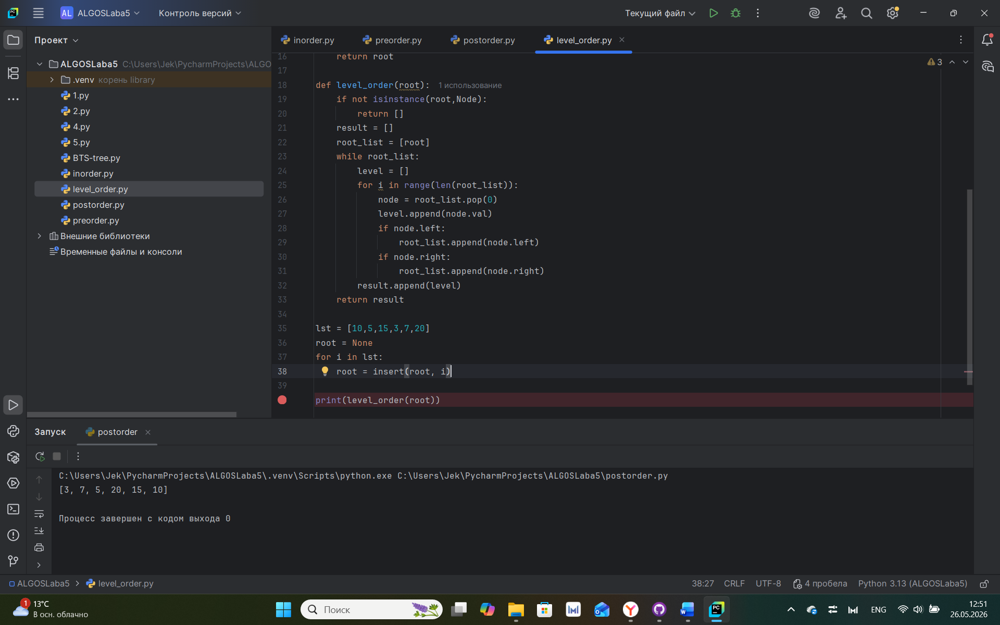 AL ALGOSLaba5 Контроль версий Текущий файл
Проект
inorder.py preorder.py postorder.py level_order.py
ALGOSLaba5 C:\Users\Jek\PycharmProjects\ALGO
.venv корень library
1.py
2.py
4.py
5.py
BTS-tree.py
inorder.py
level_order.py
postorder.py
preorder.py
Внешние библиотеки
Временные файлы и консоли
3
16 return root
17
18 def level_order(root): 1 использование
19 if not isinstance(root,Node):
20 return []
21 result = []
22 root_list = [root]
23 while root_list:
24 level = []
25 for i in range(len(root_list)):
26 node = root_list.pop(0)
27 level.append(node.val)
28 if node.left:
29 root_list.append(node.left)
30 if node.right:
31 root_list.append(node.right)
32 result.append(level)
33 return result
34
35 lst = [10,5,15,3,7,20]
36 root = None
37 for i in lst:
38 root = insert(root, i)
39
print(level_order(root))
Запуск postorder
C:\Users\Jek\PycharmProjects\ALGOSLaba5\.venv\Scripts\python.exe C:\Users\Jek\PycharmProjects\ALGOSLaba5\postorder.py
[3, 7, 5, 20, 15, 10]
Процесс завершен с кодом выхода 0
ALGOSLaba5 level_order.py 38:27 CRLF UTF-8 4 пробела Python 3.13 (ALGOSLaba5)
1 13°C
В осн. облачно
Поиск
PC
ENG
12:51
26.05.2026